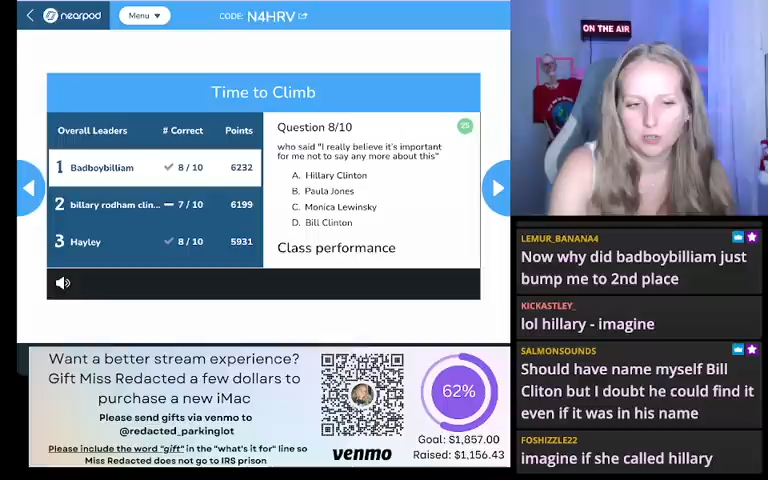 nearpod
Menu
CODE: N4HRV
ON THE AIR
Time to Climb
Overall Leaders # Correct Points
1 Badboybilliam 8 / 10 6232
2 billary rodham clin... 7 / 10 6199
3 Hayley 8 / 10 5931
Question 8/10
25
who said "I really believe it's important
for me not to say any more about this"
A. Hillary Clinton
B. Paula Jones
C. Monica Lewinsky
D. Bill Clinton
Class performance
LEMUR_BANANA4
Now why did badboybilliam just
bump me to 2nd place
KICKASTLEY_
lol hillary - imagine
SALMONSOUNDS
Should have name myself Bill
Cliton but I doubt he could find it
even if it was in his name
FOSHIZZLE22
imagine if she called hillary
Want a better stream experience?
Gift Miss Redacted a few dollars to
purchase a new iMac
Please send gifts via venmo to
@redacted_parkinglot
Please include the word "gift" in the "what's it for" line so
Miss Redacted does not go to IRS prison
venmo
62%
Goal: $1,857.00
Raised: $1,156.43